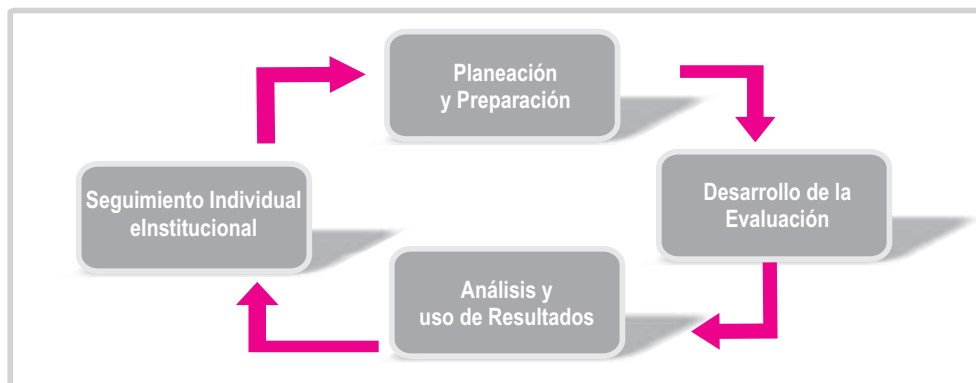 Planeación
y Preparación
Desarrollo de la
Evaluación
Análisis y
uso de Resultados
Seguimiento Individual
eInstitucional